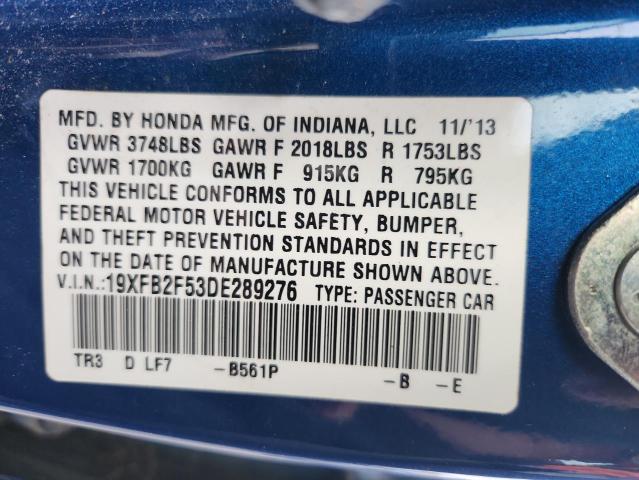 MFD. BY HONDA MFG. OF INDIANA, LLC 11/'13
GVWR 3748LBS GAWR F 2018LBS R 1753LBS
GVWR 1700KG GAWR F 915KG R 795KG
THIS VEHICLE CONFORMS TO ALL APPLICABLE
FEDERAL MOTOR VEHICLE SAFETY, BUMPER,
AND THEFT PREVENTION STANDARDS IN EFFECT
ON THE DATE OF MANUFACTURE SHOWN ABOVE.
V.I.N.:19XFB2F53DE289276 TYPE: PASSENGER CAR
TR3 D LF7 -B561P -B -E